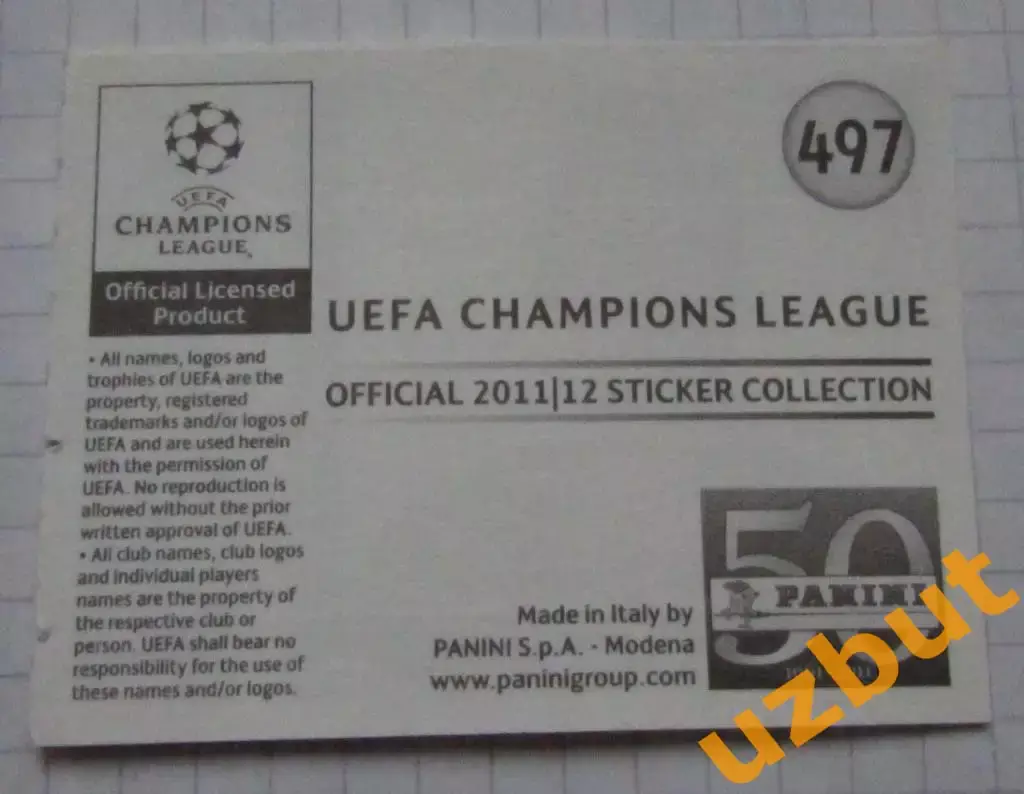 UEFA
CHAMPIONS
LEAGUE
Official Licensed
Product
497
UEFA CHAMPIONS LEAGUE
OFFICIAL 2011|12 STICKER COLLECTION
• All names, logos and
trophies of UEFA are the
property, registered
trademarks and/or logos of
UEFA and are used herein
with the permission of
UEFA. No reproduction is
allowed without the prior
written approval of UEFA.
• All club names, club logos
and individual players
names are the property of
the respective club or
person. UEFA shall bear no
responsibility for the use of
these names and/or logos.
Made in Italy by
PANINI S.p.A. - Modena
www.paninigroup.com
50
PANINI
uzbut